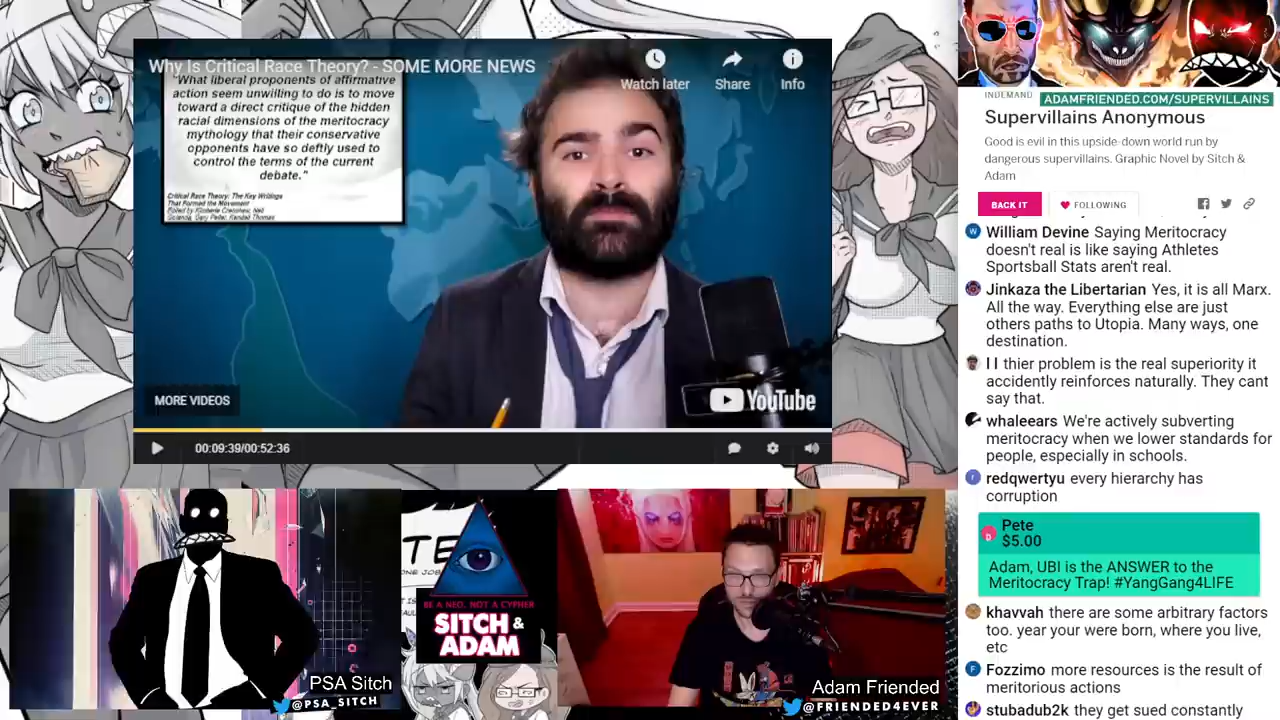 Why Is Critical Race Theory? - SOME MORE NEWS
Watch later
Share
Info
"What liberal proponents of affirmative
action seem unwilling to do is to move
toward a direct critique of the hidden
racial dimensions of the meritocracy
mythology that their conservative
opponents have so deftly used to
control the terms of the current
debate."
Critical Race Theory: The Key Writings
That Formed the Movement
MORE VIDEOS
YouTube
00:09:39/00:52:36
PSA Sitch
@PSA_SITCH
BE A NEO, NOT A CYPHER
SITCH &
ADAM
Adam Friended
@FRIENDED4EVER
INDEMAND
ADAMFRIENDED.COM/SUPERVILLAINS
Supervillains Anonymous
Good is evil in this upside-down world run by
dangerous supervillains. Graphic Novel by Sitch &
Adam
BACK IT
FOLLOWING
William Devine Saying Meritocracy
doesn't real is like saying Athletes
Sportsball Stats aren't real.
Jinkaza the Libertarian Yes, it is all Marx.
All the way. Everything else are just
others paths to Utopia. Many ways, one
destination.
I I thier problem is the real superiority it
accidently reinforces naturally. They cant
say that.
whaleears We're actively subverting
meritocracy when we lower standards for
people, especially in schools.
redqwertyu every hierarchy has
corruption
Pete
$5.00
Adam, UBI is the ANSWER to the
Meritocracy Trap! #YangGang4LIFE
khavvah there are some arbitrary factors
too. year your were born, where you live,
etc
Fozzimo more resources is the result of
meritorious actions
stubadub2k they get sued constantly